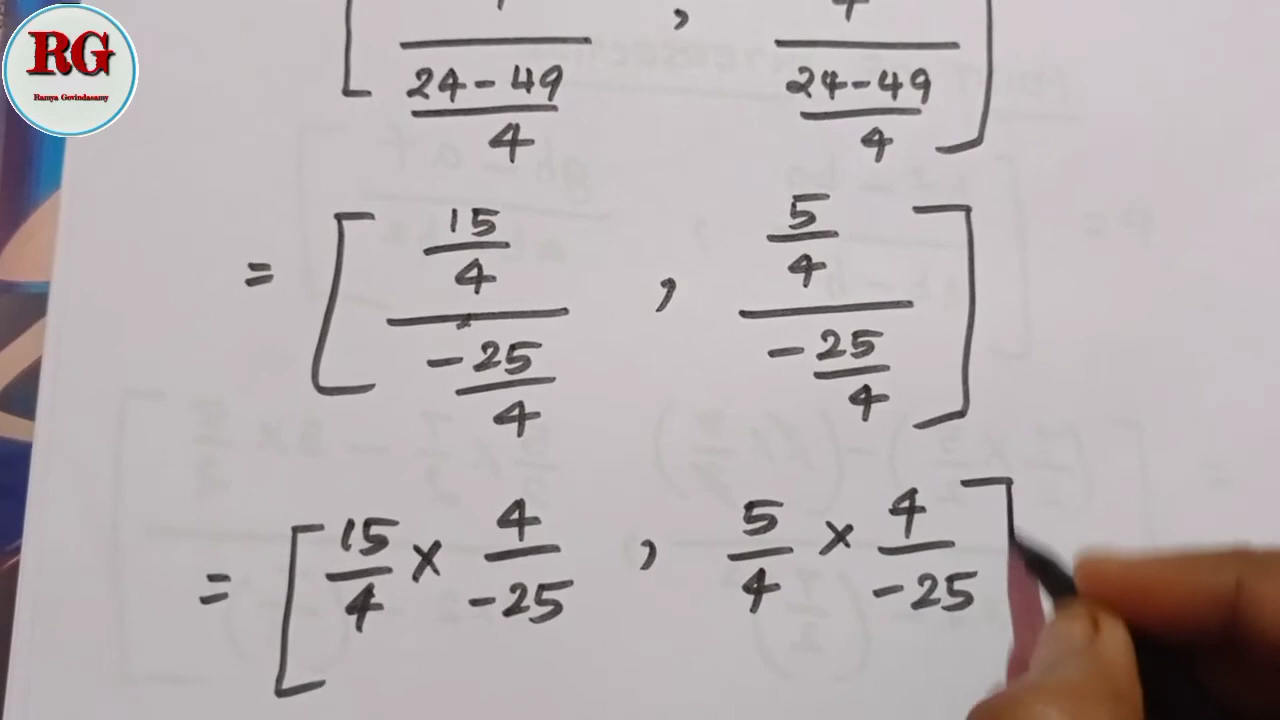 RG
Ramya Govindasamy
24-49 , 24-49
4 4
= [ 15/4 / -25/4 , 5/4 / -25/4 ]
= [ 15/4 × 4/-25 , 5/4 × 4/-25 ]